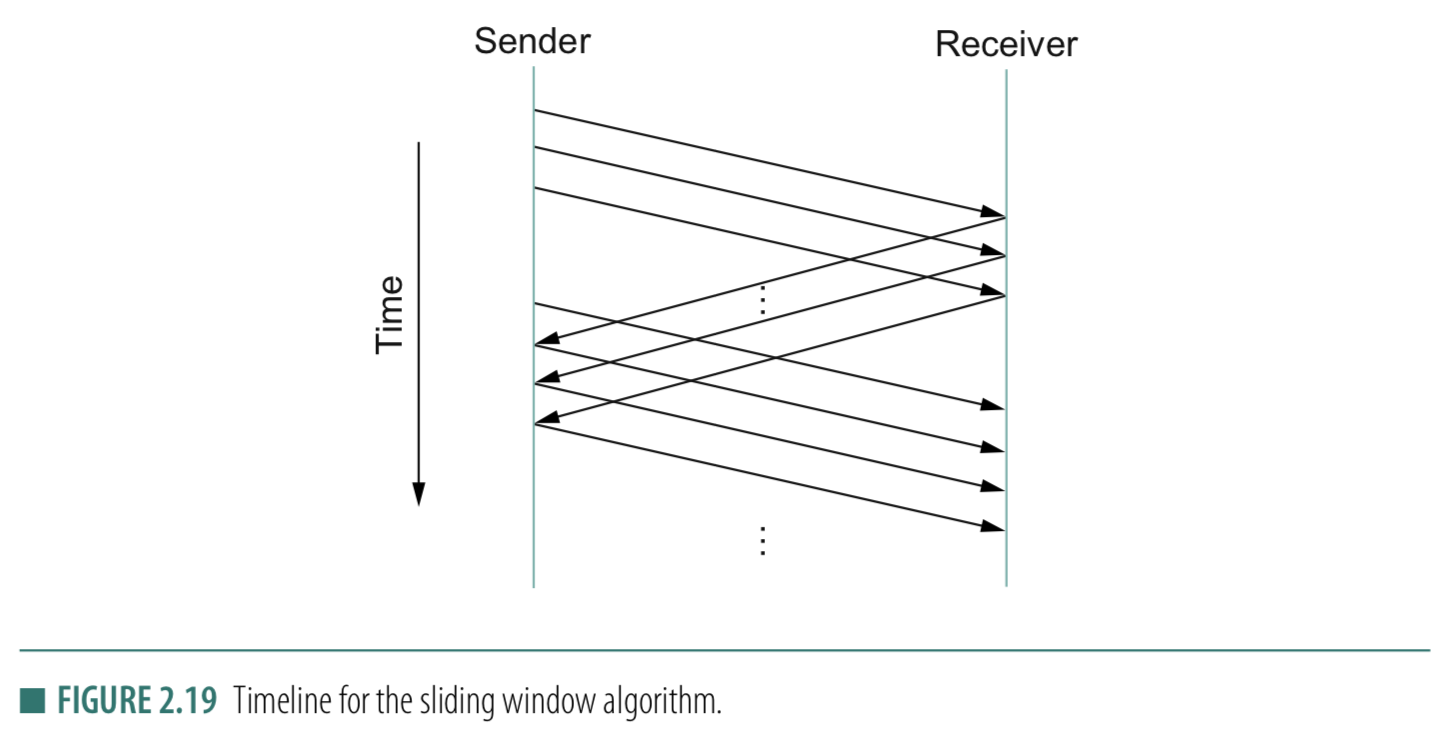 Sender
Receiver
Time
⋮
⋮
■ FIGURE 2.19 Timeline for the sliding window algorithm.